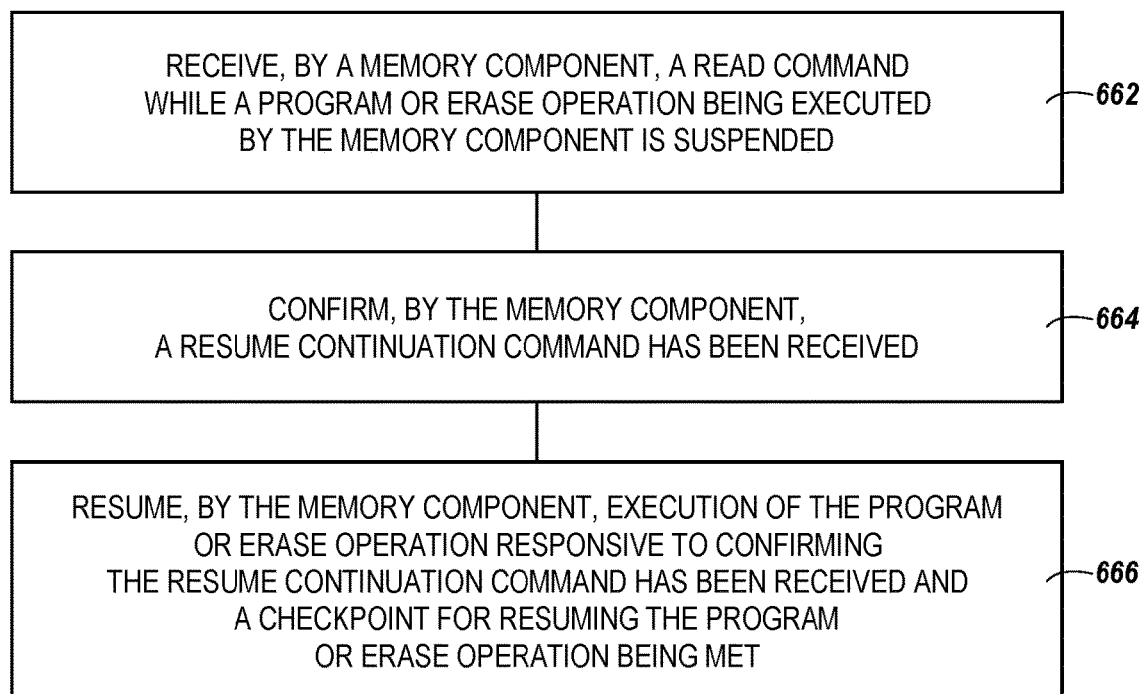 RECEIVE, BY A MEMORY COMPONENT, A READ COMMAND
WHILE A PROGRAM OR ERASE OPERATION BEING EXECUTED
BY THE MEMORY COMPONENT IS SUSPENDED
662
CONFIRM, BY THE MEMORY COMPONENT,
A RESUME CONTINUATION COMMAND HAS BEEN RECEIVED
664
RESUME, BY THE MEMORY COMPONENT, EXECUTION OF THE PROGRAM
OR ERASE OPERATION RESPONSIVE TO CONFIRMING
THE RESUME CONTINUATION COMMAND HAS BEEN RECEIVED AND
A CHECKPOINT FOR RESUMING THE PROGRAM
OR ERASE OPERATION BEING MET
666